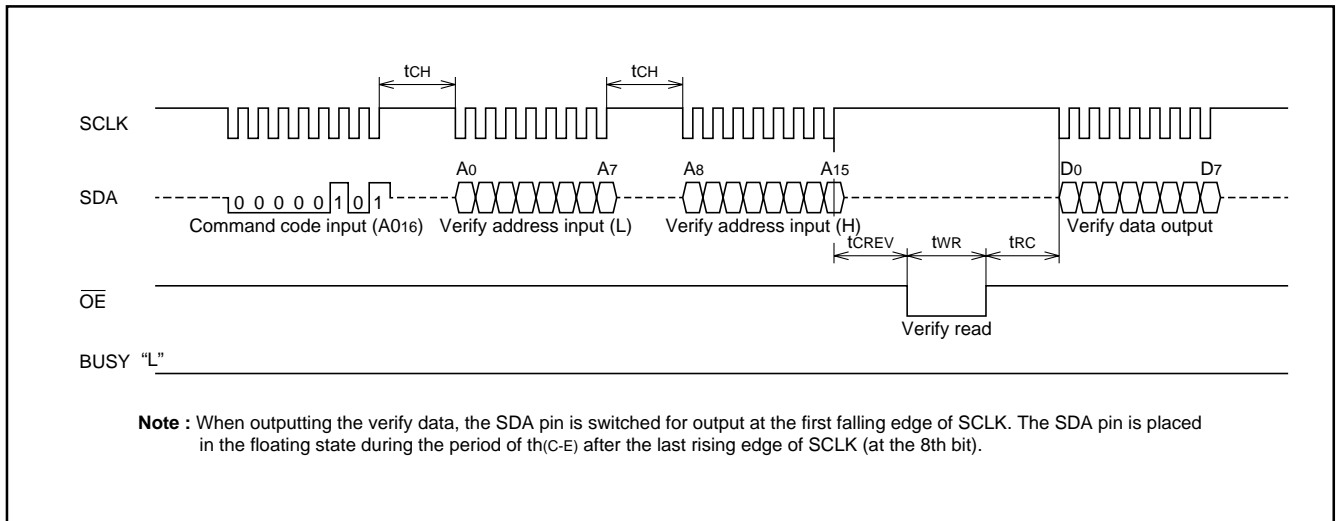 tCH tCH
SCLK
A0 A7 A8 A15 D0 D7
SDA 0 0 0 0 0 1 0 1
Command code input (A016) Verify address input (L) Verify address input (H) Verify data output
tCREV tWR tRC
OE
Verify read
BUSY “L”
Note : When outputting the verify data, the SDA pin is switched for output at the first falling edge of SCLK. The SDA pin is placed
in the floating state during the period of th(C-E) after the last rising edge of SCLK (at the 8th bit).